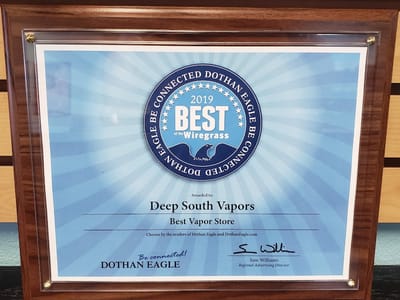 BE CONNECTED DOTHAN EAGLE BE CONNECTED DOTHAN EAGLE
2019
BEST
of the Wiregrass
Awarded to
Deep South Vapors
Best Vapor Store
Chosen by the readers of Dothan Eagle and DothanEagle.com
Be connected!
DOTHAN EAGLE
Sam Williams
Regional Advertising Director